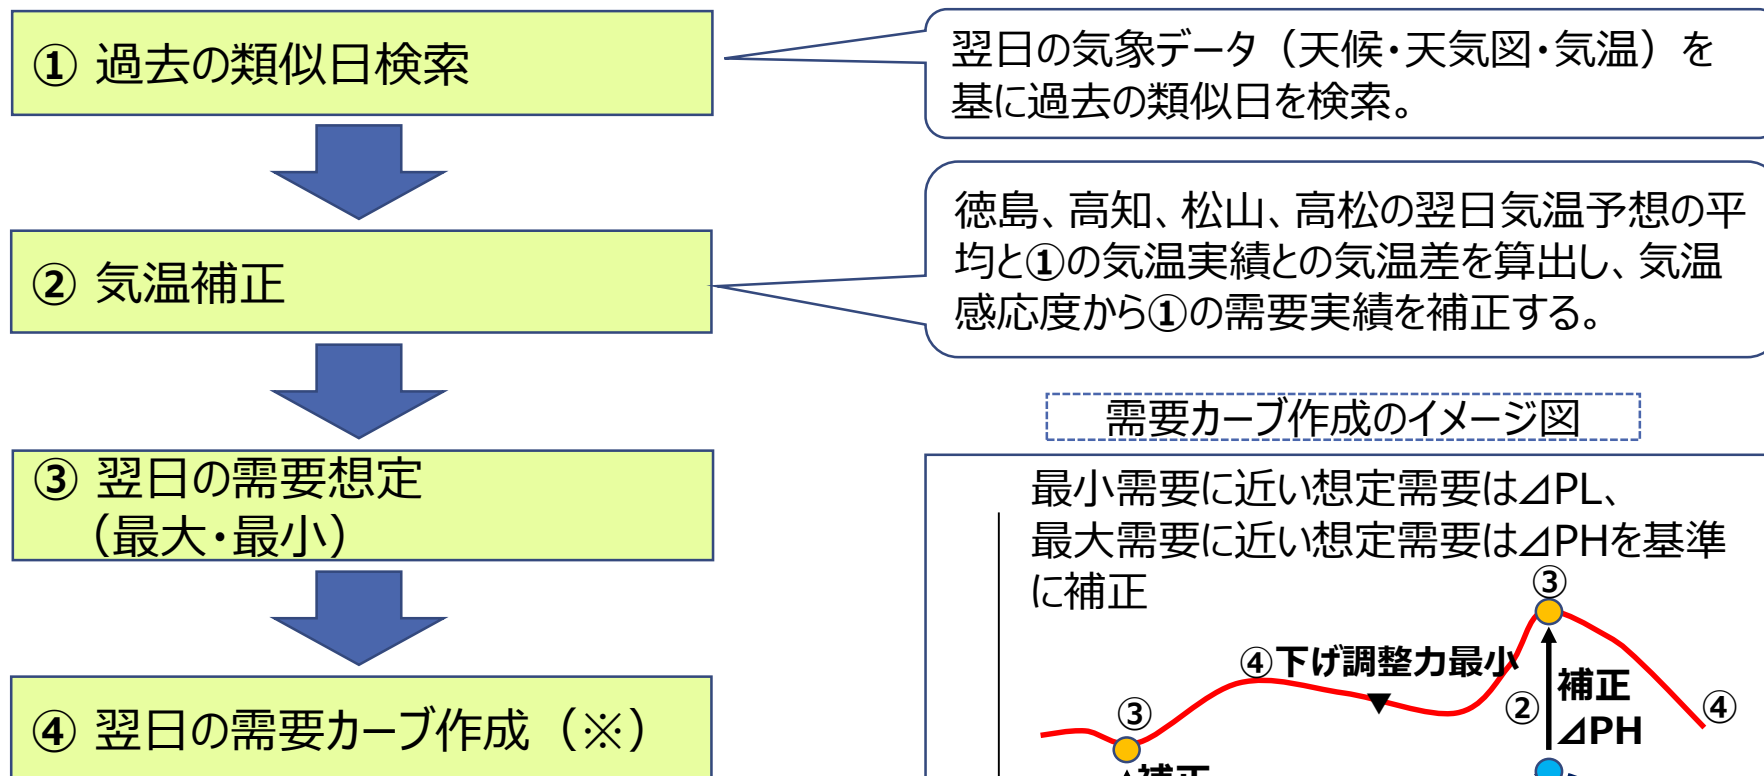 ① 過去の類似日検索
翌日の気象データ（天候・天気図・気温）を
基に過去の類似日を検索。
② 気温補正
徳島、高知、松山、高松の翌日気温予想の平
均と①の気温実績との気温差を算出し、気温
感応度から①の需要実績を補正する。
③ 翌日の需要想定
（最大・最小）
④ 翌日の需要カーブ作成（※）
需要カーブ作成のイメージ図
最小需要に近い想定需要は⊿PL、
最大需要に近い想定需要は⊿PHを基準
に補正
③
④下げ調整力最小
補正
②
⊿PH
④
③
補正